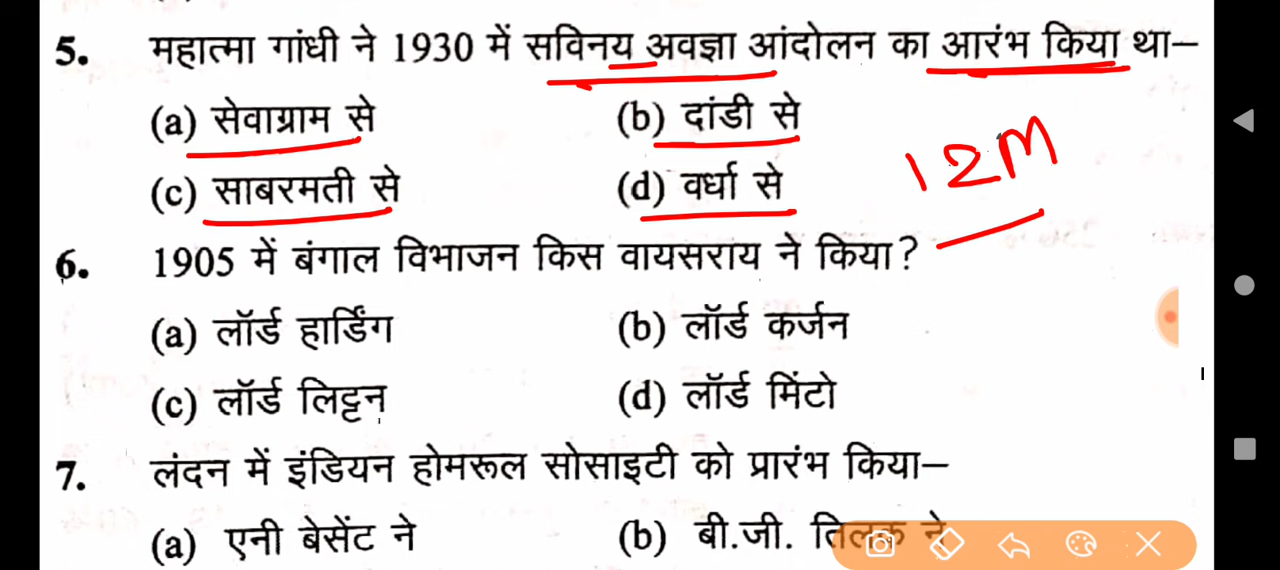 5. महात्मा गांधी ने 1930 में सविनय अवज्ञा आंदोलन का आरंभ किया था–
(a) सेवाग्राम से (b) दांडी से
(c) साबरमती से (d) वर्धा से
12M
6. 1905 में बंगाल विभाजन किस वायसराय ने किया?
(a) लॉर्ड हार्डिंग (b) लॉर्ड कर्जन
(c) लॉर्ड लिट्टन (d) लॉर्ड मिंटो
7. लंदन में इंडियन होमरूल सोसाइटी को प्रारंभ किया–
(a) एनी बेसेंट ने (b) बी.जी. तिलक ने